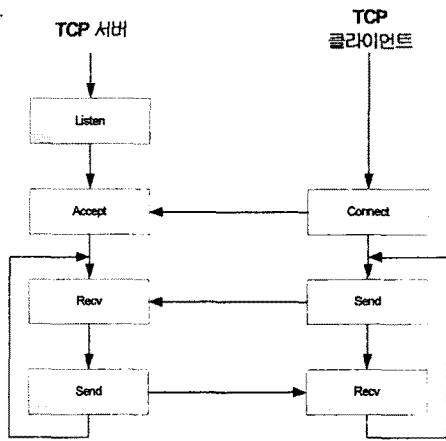 TCP 서버
TCP
클라이언트
Listen
Accept
Connect
Recv
Send
Send
Recv